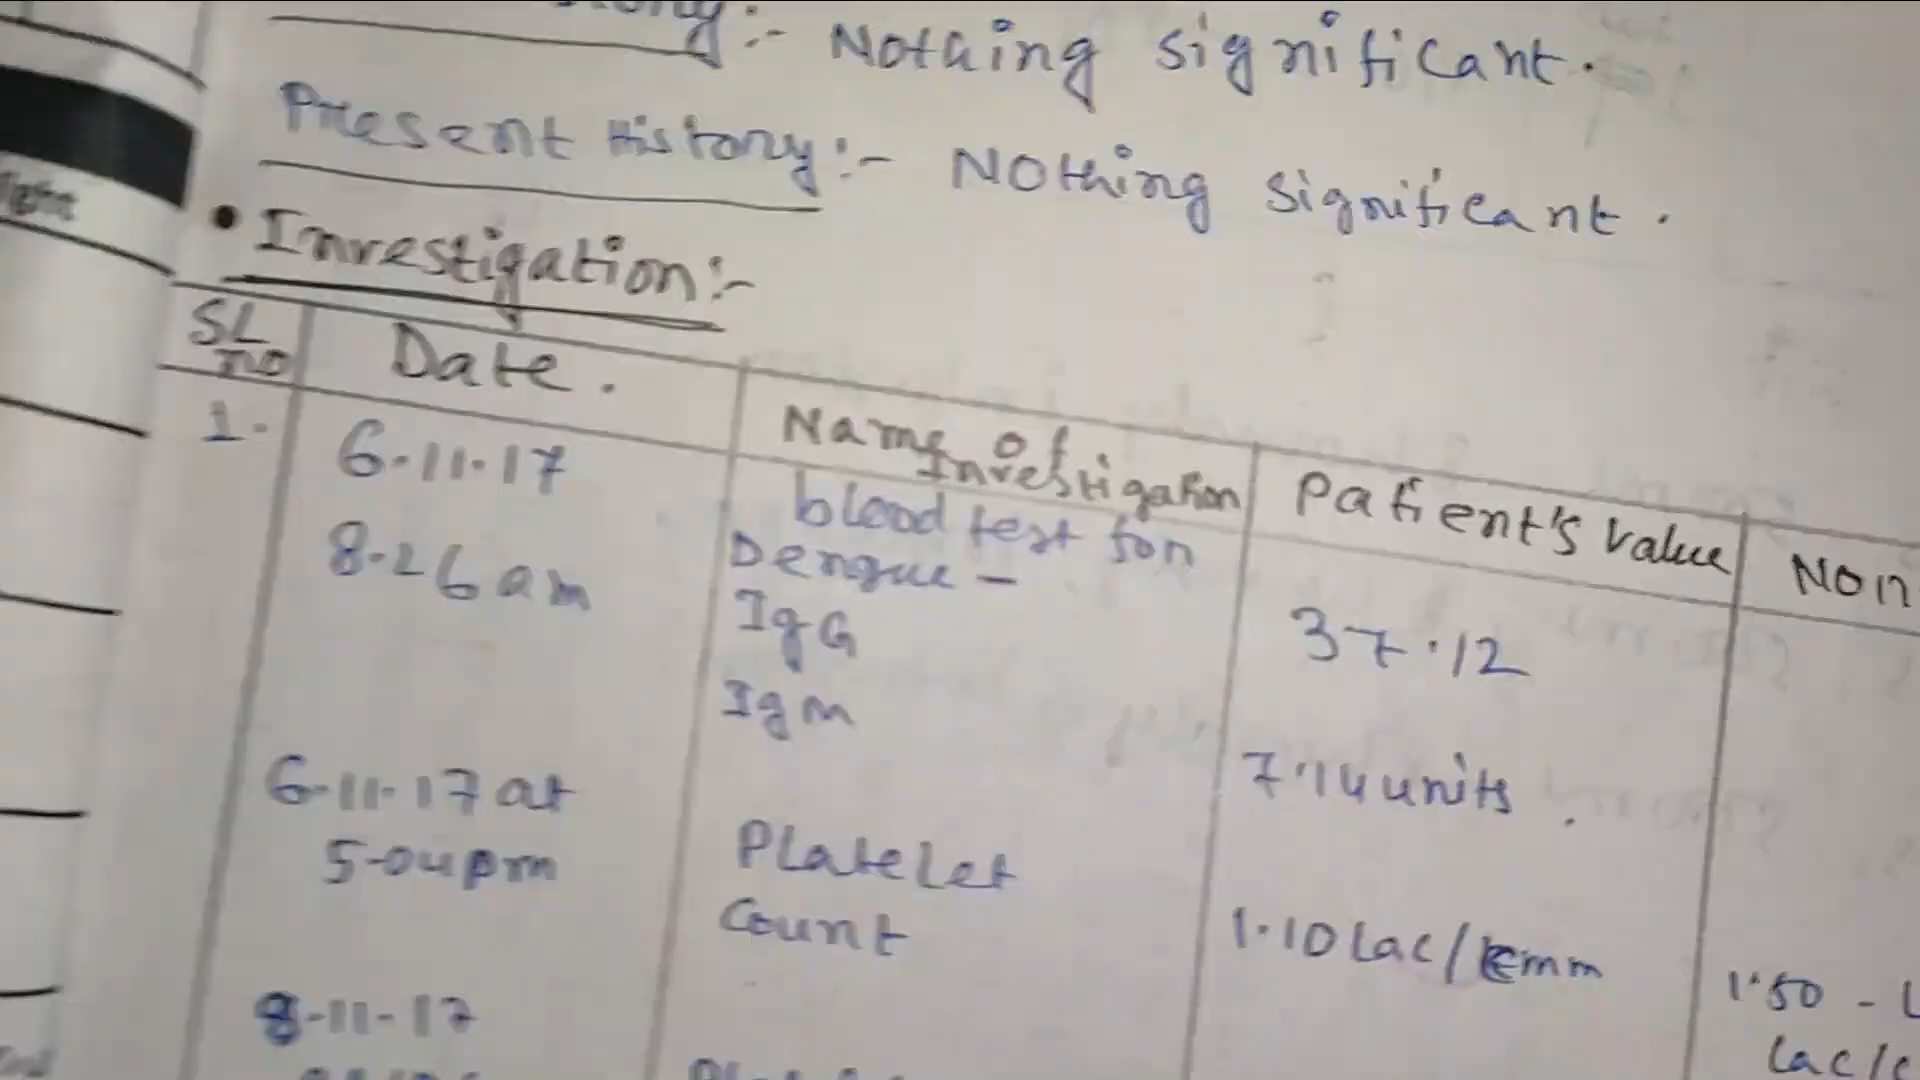 :- Nothing significant.
Present History:- Nothing significant.
• Investigation:-
SL no Date. Name of Investigation Patient's value
1. 6-11-17 blood test for
8-26 am Dengue -
IgG 37.12
Igm
7.14 units.
6-11-17 at
5-04pm Platelet
Count 1.10 Lac/cmm
1.50 -
8-11-17